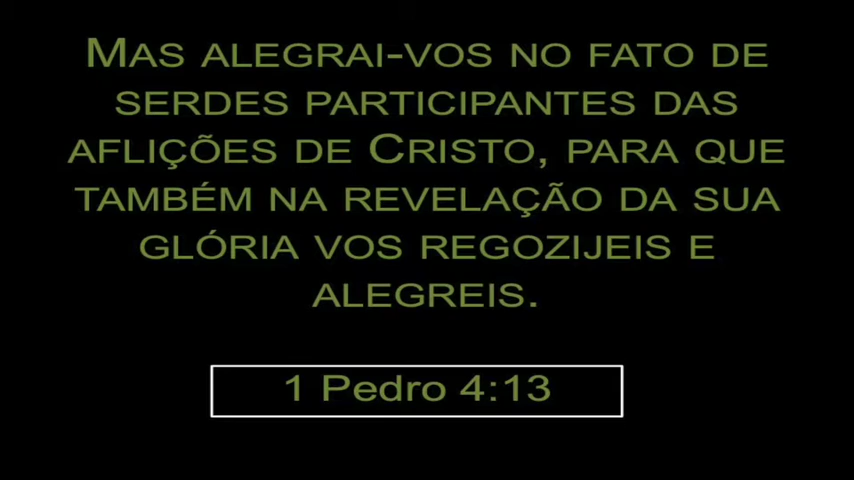 Mas alegrai-vos no fato de
serdes participantes das
aflições de Cristo, para que
também na revelação da sua
glória vos regozijeis e
alegreis.
1 Pedro 4:13